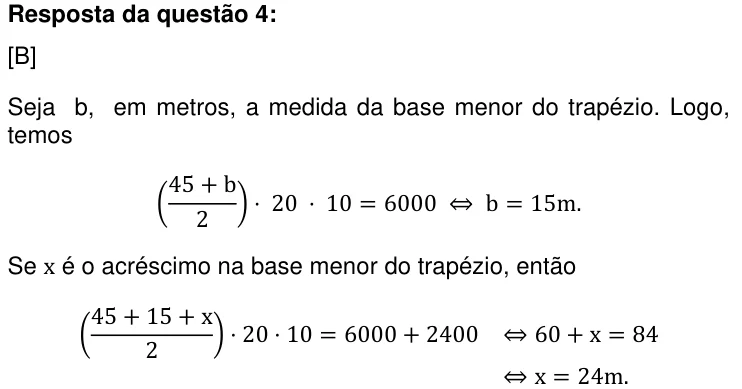 Resposta da questão 4:
[B]
Seja b, em metros, a medida da base menor do trapézio. Logo,
temos
(45 + b / 2) · 20 · 10 = 6000 ⇔ b = 15m.
Se x é o acréscimo na base menor do trapézio, então
(45 + 15 + x / 2) · 20 · 10 = 6000 + 2400 ⇔ 60 + x = 84
⇔ x = 24m.